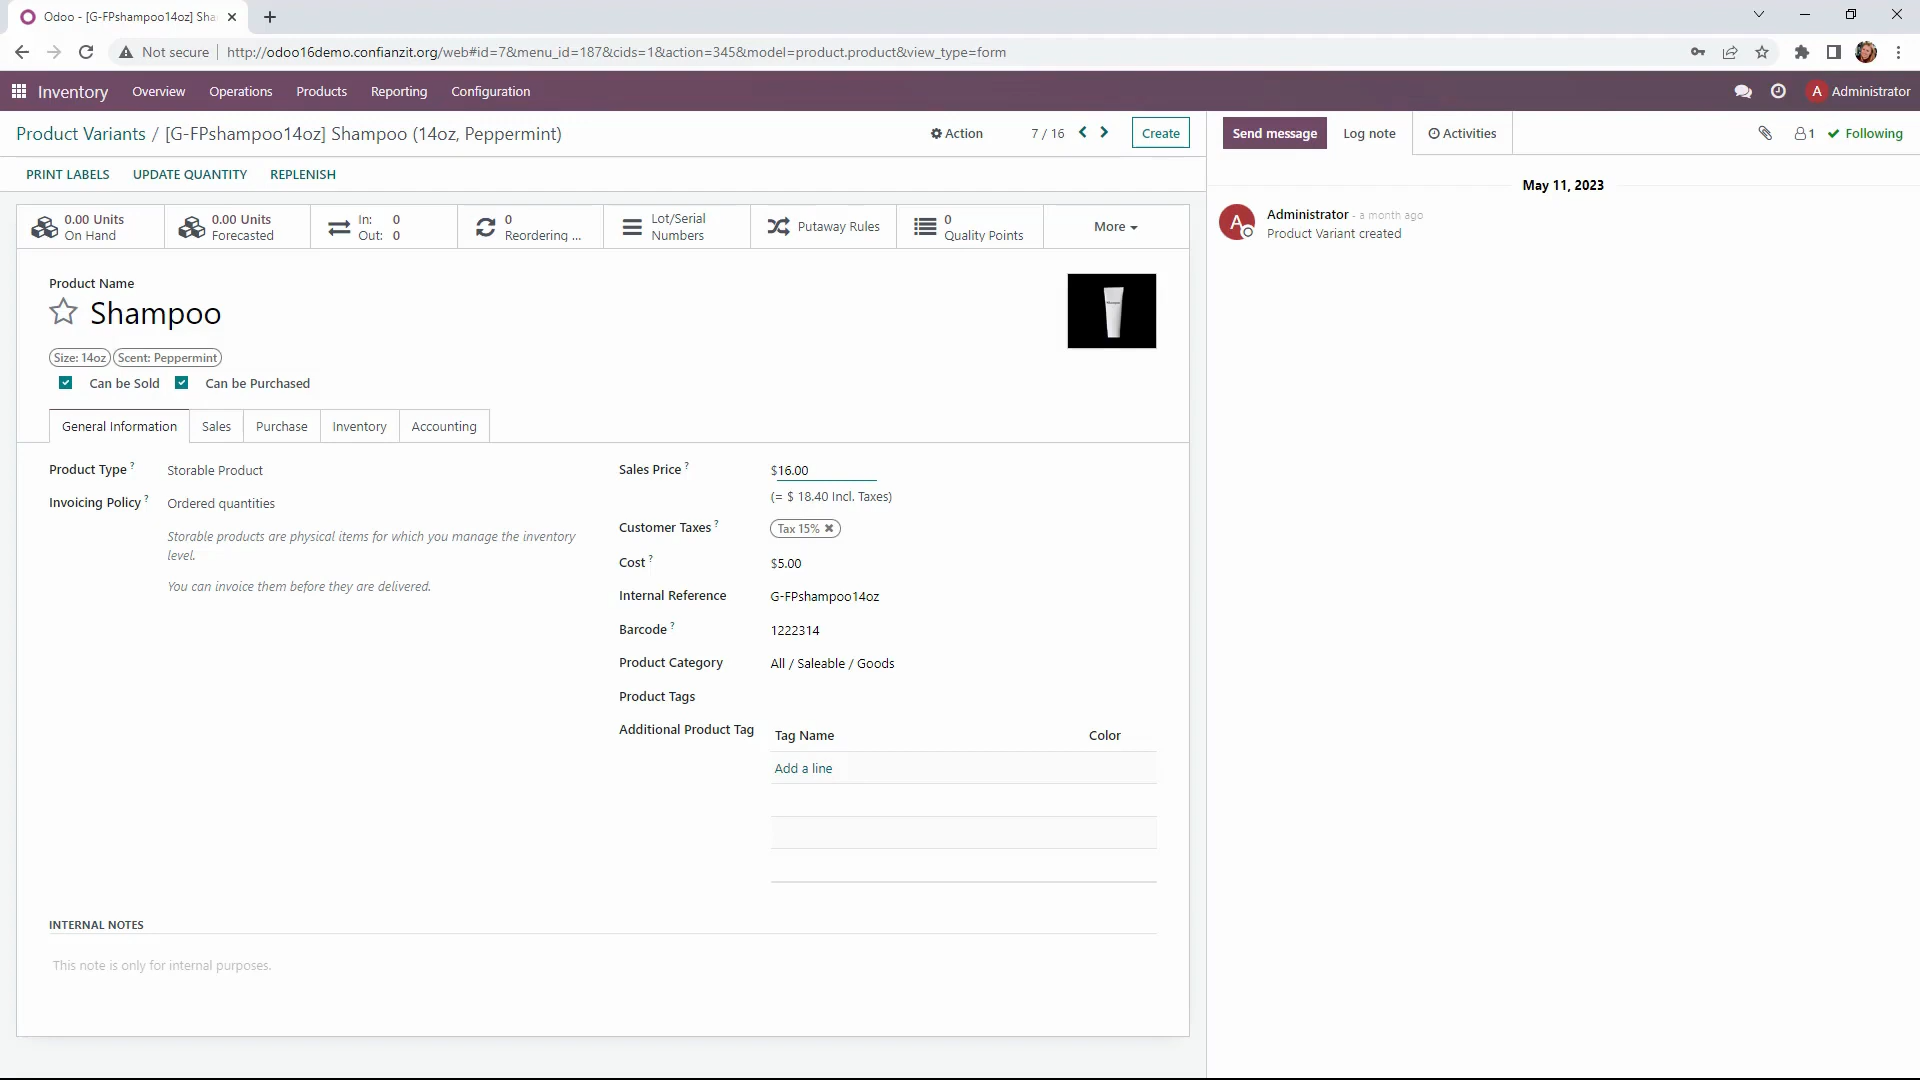 Odoo - [G-FPshampoo14oz] Sha
Not secure
http://odoo16demo.confianzit.org/web#id=7&menu_id=187&cids=1&action=345&model=product.product&view_type=form
Inventory Overview Operations Products Reporting Configuration
A Administrator
Product Variants / [G-FPshampoo14oz] Shampoo (14oz, Peppermint)
Action
7 / 16
Create
Send message
Log note
Activities
1
Following
PRINT LABELS UPDATE QUANTITY REPLENISH
May 11, 2023
A
Administrator - a month ago
Product Variant created
0.00 Units
On Hand
0.00 Units
Forecasted
In: 0
Out: 0
0
Reordering ...
Lot/Serial
Numbers
Putaway Rules
0
Quality Points
More
Product Name
Shampoo
Size: 14oz Scent: Peppermint
Can be Sold Can be Purchased
General Information Sales Purchase Inventory Accounting
Product Type ? Storable Product
Invoicing Policy ? Ordered quantities
Storable products are physical items for which you manage the inventory
level.
You can invoice them before they are delivered.
Sales Price ? $16.00
(= $ 18.40 Incl. Taxes)
Customer Taxes ? Tax 15%
Cost ? $5.00
Internal Reference G-FPshampoo14oz
Barcode ? 1222314
Product Category All / Saleable / Goods
Product Tags
Additional Product Tag
Tag Name Color
Add a line
INTERNAL NOTES
This note is only for internal purposes.